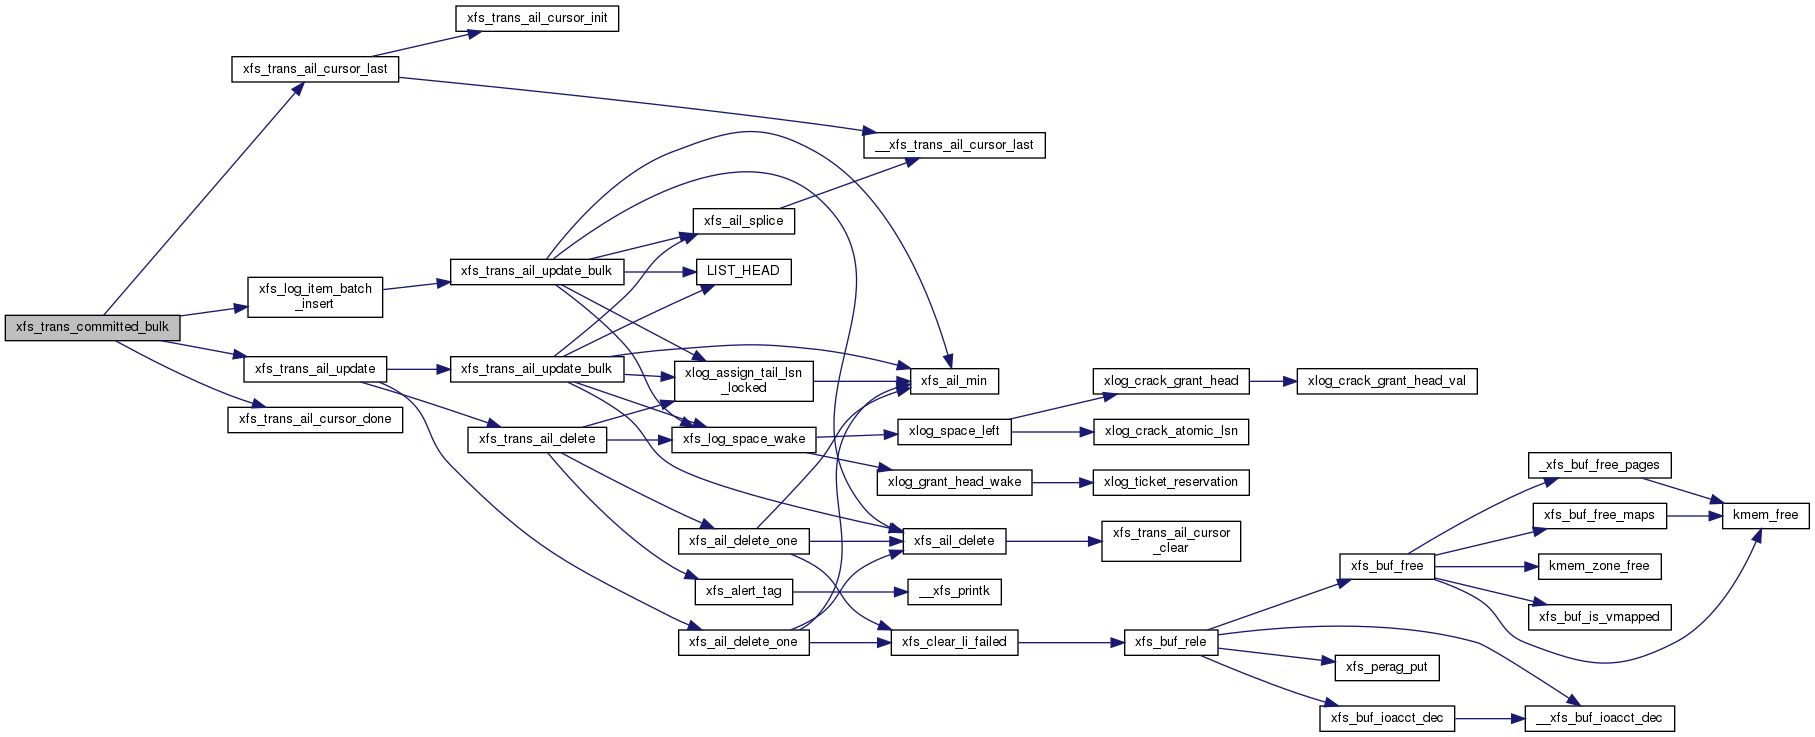 xfs_trans_ail_cursor_init
xfs_trans_ail_cursor_last
__xfs_trans_ail_cursor_last
xfs_ail_splice
xfs_trans_ail_update_bulk
LIST_HEAD
xfs_log_item_batch
_insert
xfs_trans_committed_bulk
xfs_trans_ail_update
xfs_trans_ail_update_bulk
xlog_assign_tail_lsn
_locked
xfs_ail_min
xlog_crack_grant_head
xlog_crack_grant_head_val
xfs_trans_ail_cursor_done
xfs_trans_ail_delete
xfs_log_space_wake
xlog_space_left
xlog_crack_atomic_lsn
xlog_grant_head_wake
xlog_ticket_reservation
_xfs_buf_free_pages
xfs_buf_free_maps
kmem_free
xfs_ail_delete_one
xfs_ail_delete
xfs_trans_ail_cursor
_clear
xfs_buf_free
kmem_zone_free
xfs_alert_tag
__xfs_printk
xfs_buf_is_vmapped
xfs_ail_delete_one
xfs_clear_li_failed
xfs_buf_rele
xfs_perag_put
xfs_buf_ioacct_dec
__xfs_buf_ioacct_dec